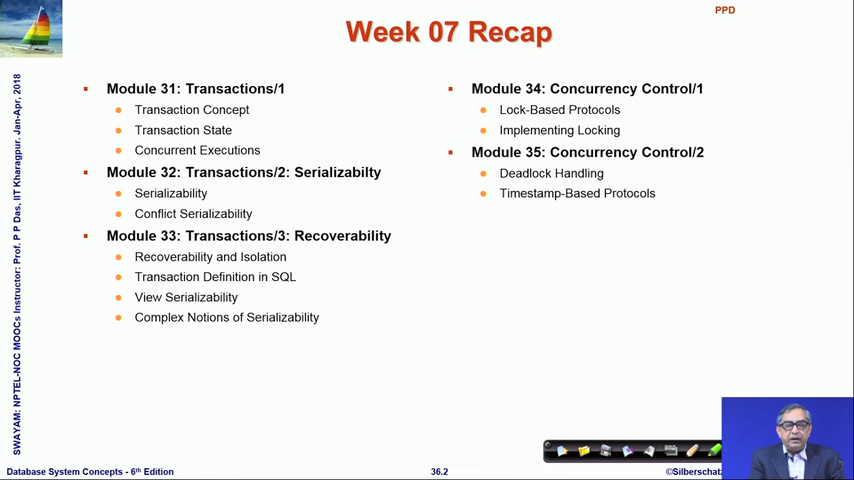 PPD
Week 07 Recap
Module 31: Transactions/1
Transaction Concept
Transaction State
Concurrent Executions
Module 32: Transactions/2: Serializabilty
Serializability
Conflict Serializability
Module 33: Transactions/3: Recoverability
Recoverability and Isolation
Transaction Definition in SQL
View Serializability
Complex Notions of Serializability
Module 34: Concurrency Control/1
Lock-Based Protocols
Implementing Locking
Module 35: Concurrency Control/2
Deadlock Handling
Timestamp-Based Protocols
SWAYAM: NPTEL-NOC MOOCs Instructor: Prof. P P Das, IIT Kharagpur. Jan-Apr, 2018
Database System Concepts - 6th Edition
36.2
©Silberschatz